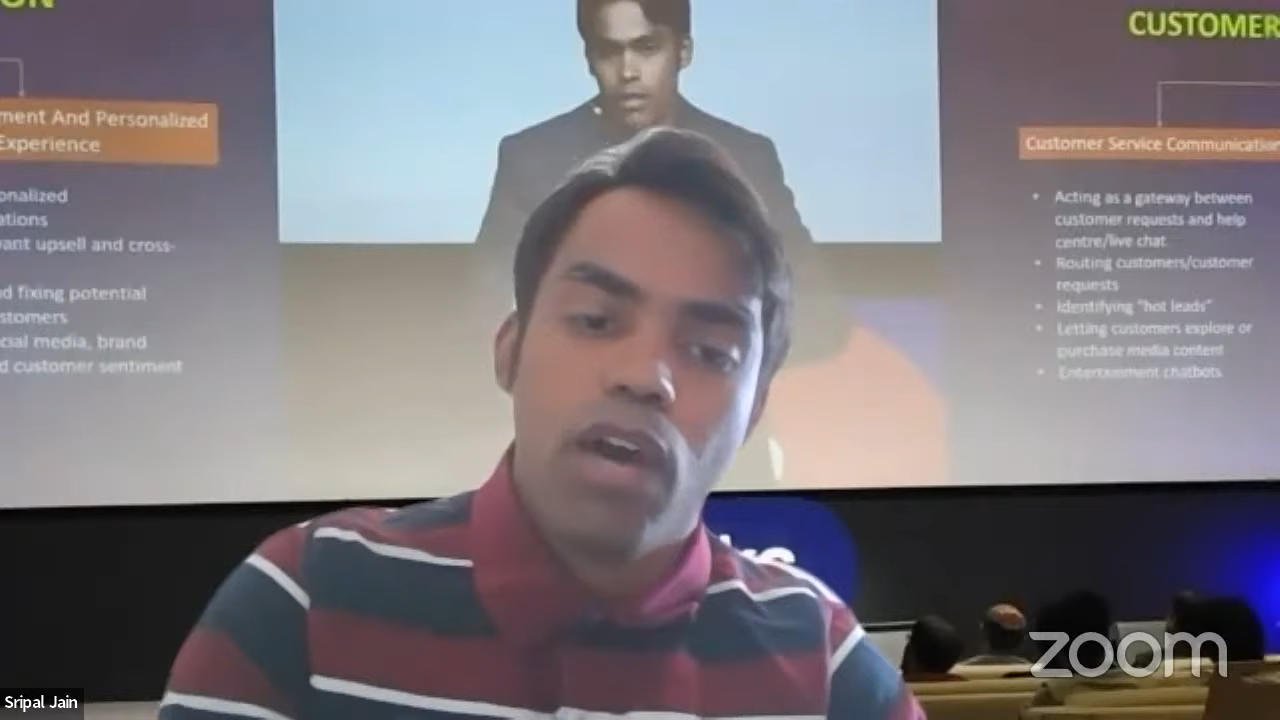 ON
ment And Personalized
Experience
onalized
ations
vant upsell and cross-
d fixing potential
stomers
cial media, brand
d customer sentiment
CUSTOMER
Customer Service Communication
• Acting as a gateway between
customer requests and help
centre/live chat
• Routing customers/customer
requests
• Identifying "hot leads"
• Letting customers explore or
purchase media content
• Entertainment chatbots
zoom
Sripal Jain